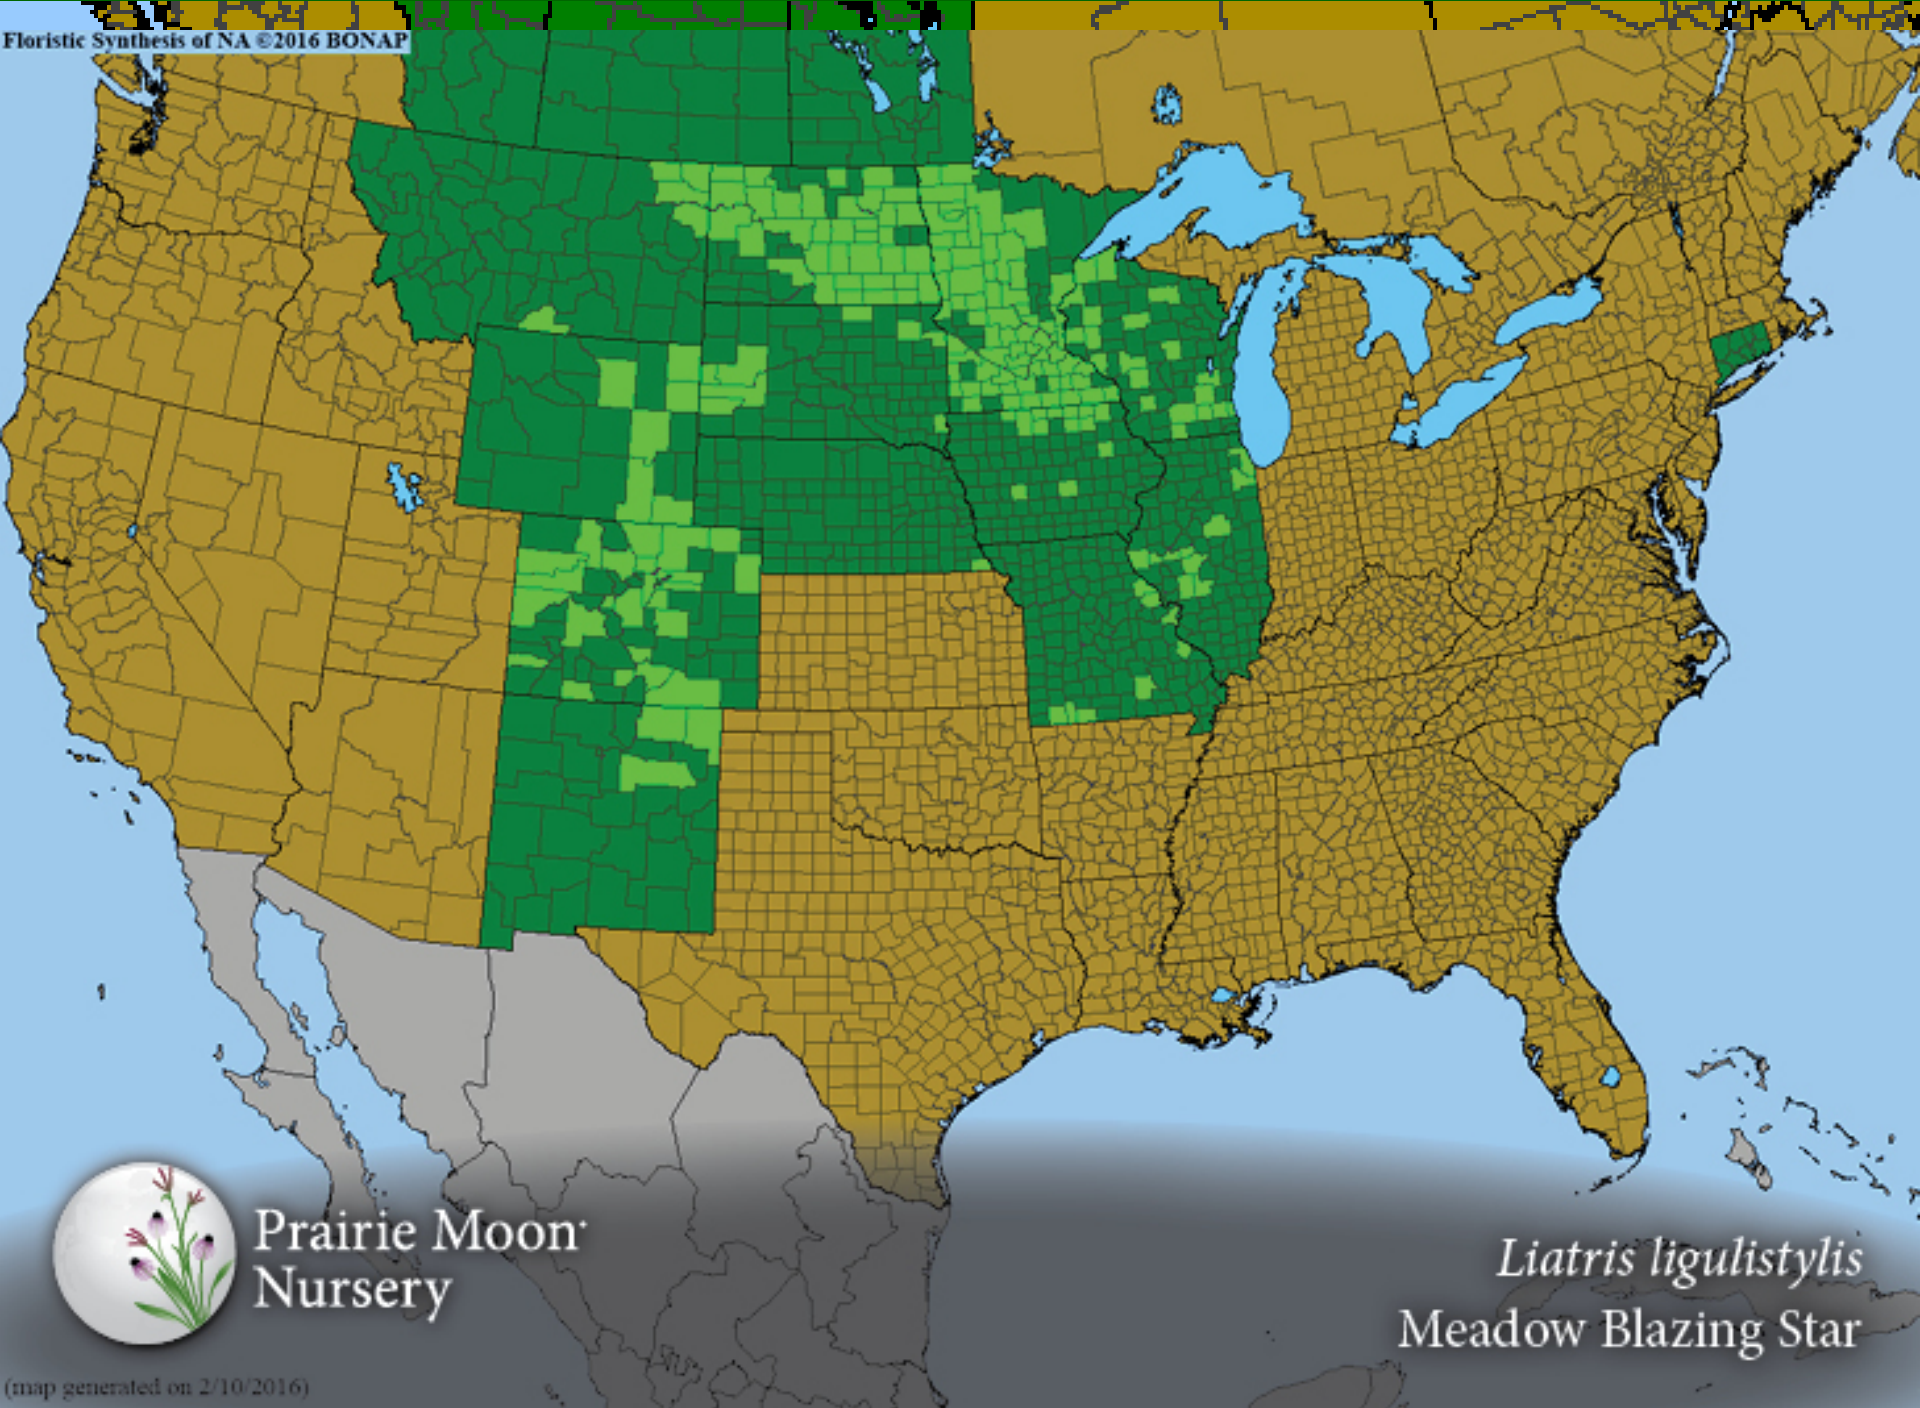 Floristic Synthesis of NA ©2016 BONAP
Prairie Moon
Nursery
Liatris ligulistylis
Meadow Blazing Star
(map generated on 2/10/2016)